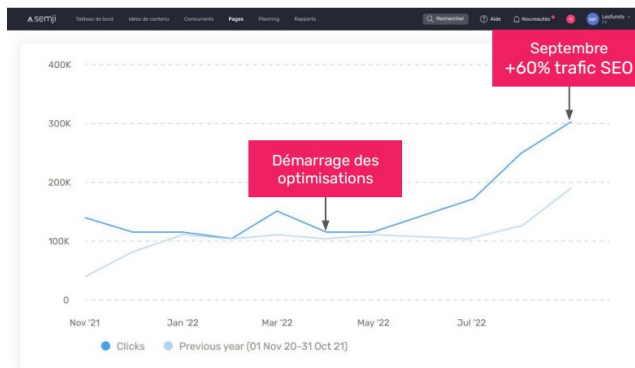 semji
Tableau de bord
Idées de contenu
Concurrents
Pages
Planning
Rapports
Rechercher
Aide
Nouveautés
Lesfurets
Septembre
+60% trafic SEO
400K
300K
Démarrage des
optimisations
200K
100K
0
Nov '21
Jan '22
Mar '22
May '22
Jul '22
Clicks
Previous year (01 Nov 20-31 Oct 21)